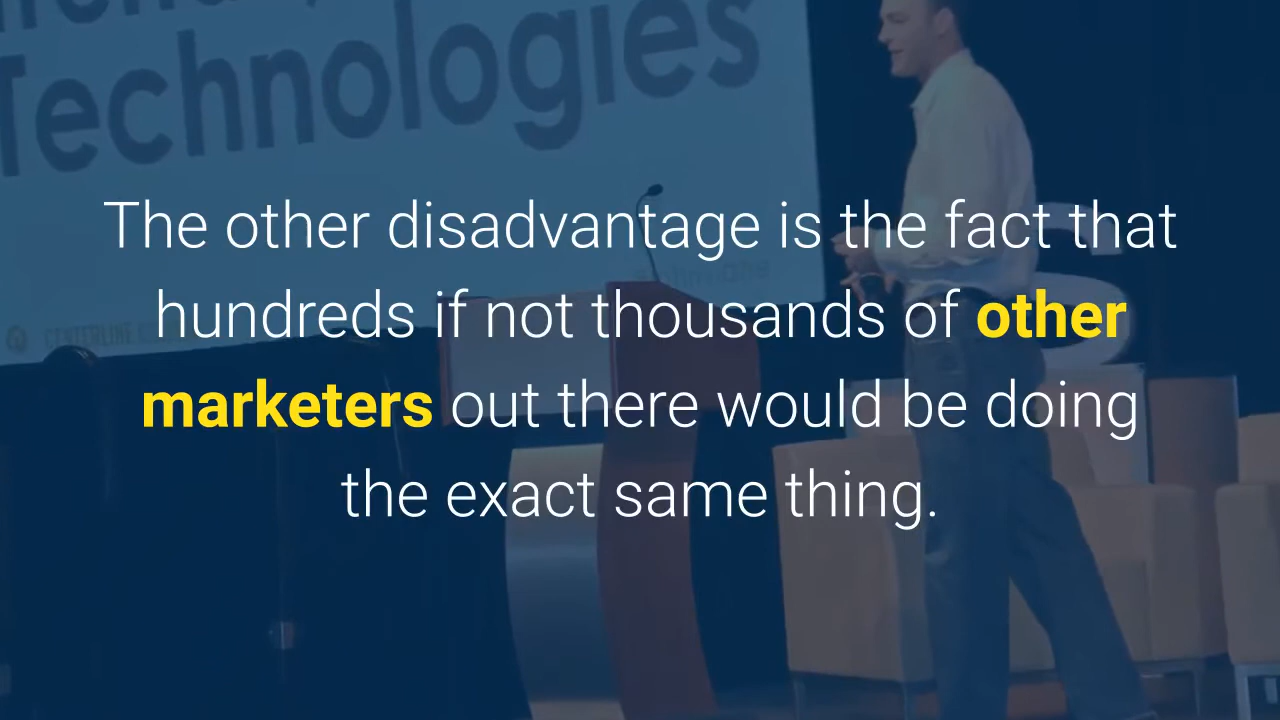 Technologies
The other disadvantage is the fact that
hundreds if not thousands of other
marketers out there would be doing
the exact same thing.
CENTERLINE